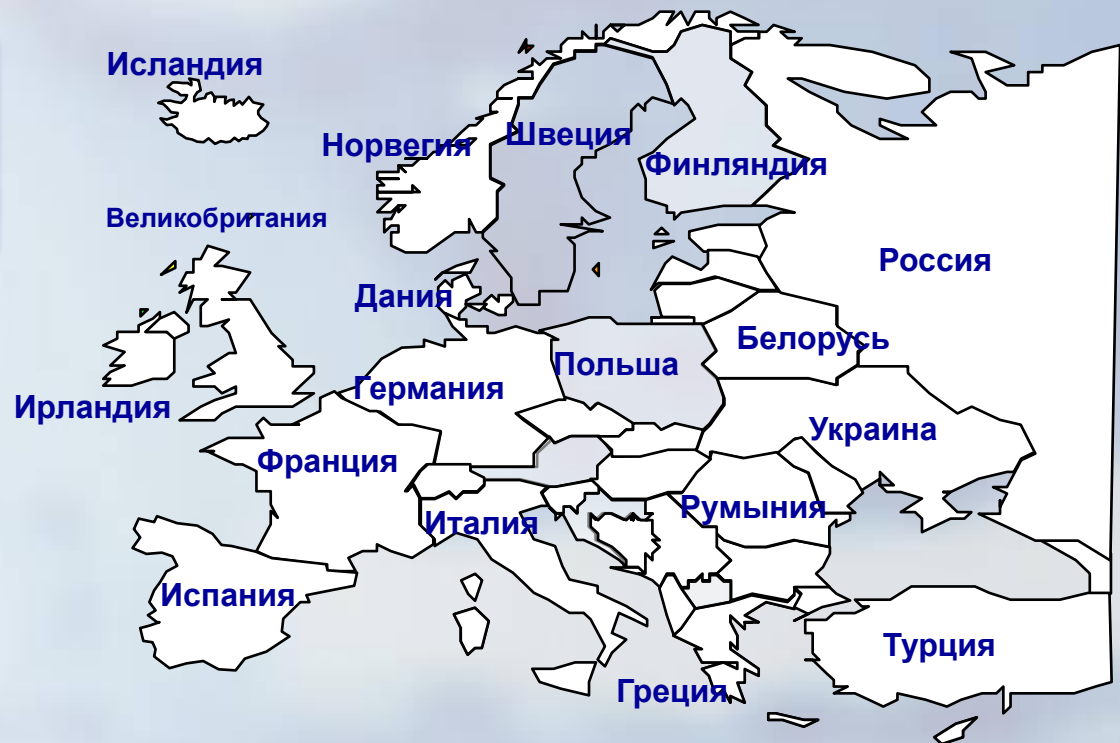 Исландия
Норвегия
Швеция
Финляндия
Великобритания
Россия
Дания
Белорусь
Польша
Германия
Ирландия
Украина
Франция
Румыния
Италия
Испания
Турция
Греция